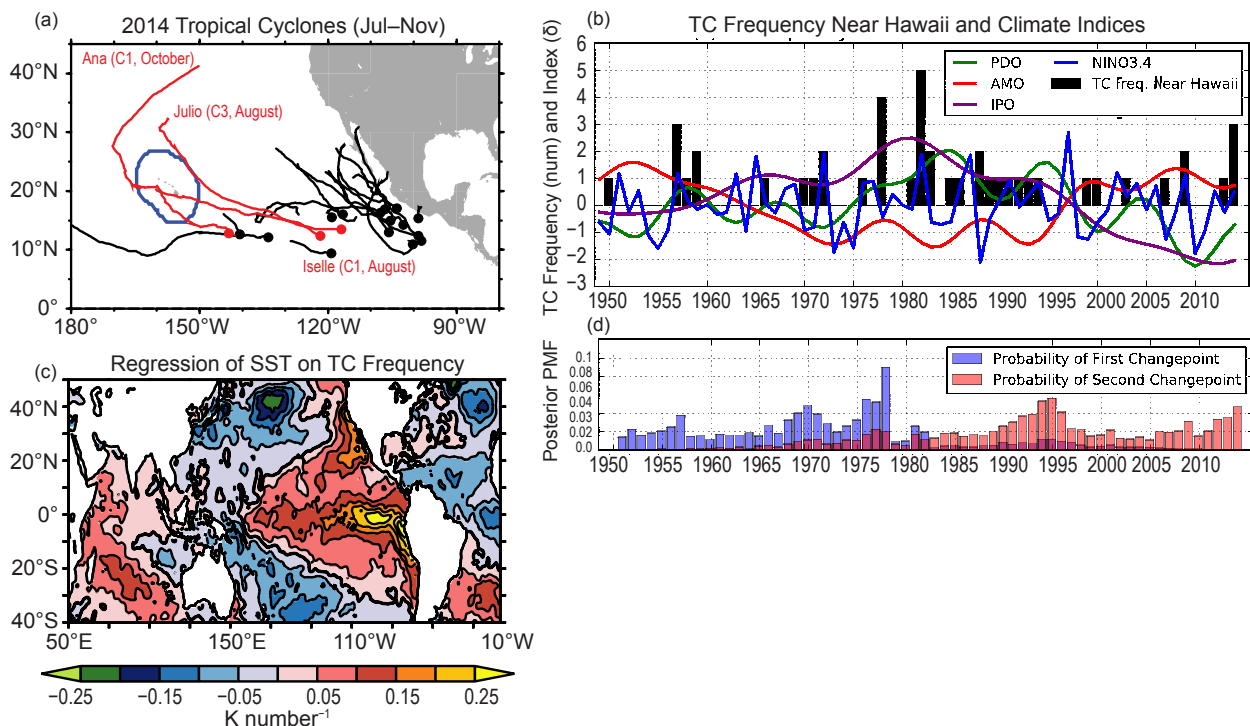 (a)
2014 Tropical Cyclones (Jul–Nov)
40°N
30°N
20°N
10°N
0°
180°
150°W
120°W
90°W
Ana (C1, October)
Julio (C3, August)
Iselle (C1, August)
(b)
TC Frequency Near Hawaii and Climate Indices
TC Frequency (num) and Index (δ)
6
5
4
3
2
1
0
−1
−2
−3
PDO
AMO
IPO
NINO3.4
TC Freq. Near Hawaii
1950 1955 1960 1965 1970 1975 1980 1985 1990 1995 2000 2005 2010
(c)
Regression of SST on TC Frequency
40°N
20°N
0°
20°S
40°S
50°E
150°E
110°W
10°W
−0.25 −0.15 −0.05 0.05 0.15 0.25
K number⁻¹
(d)
Posterior PMF
0.1
0.08
0.06
0.04
0.02
0.0
Probability of First Changepoint
Probability of Second Changepoint
1950 1955 1960 1965 1970 1975 1980 1985 1990 1995 2000 2005 2010